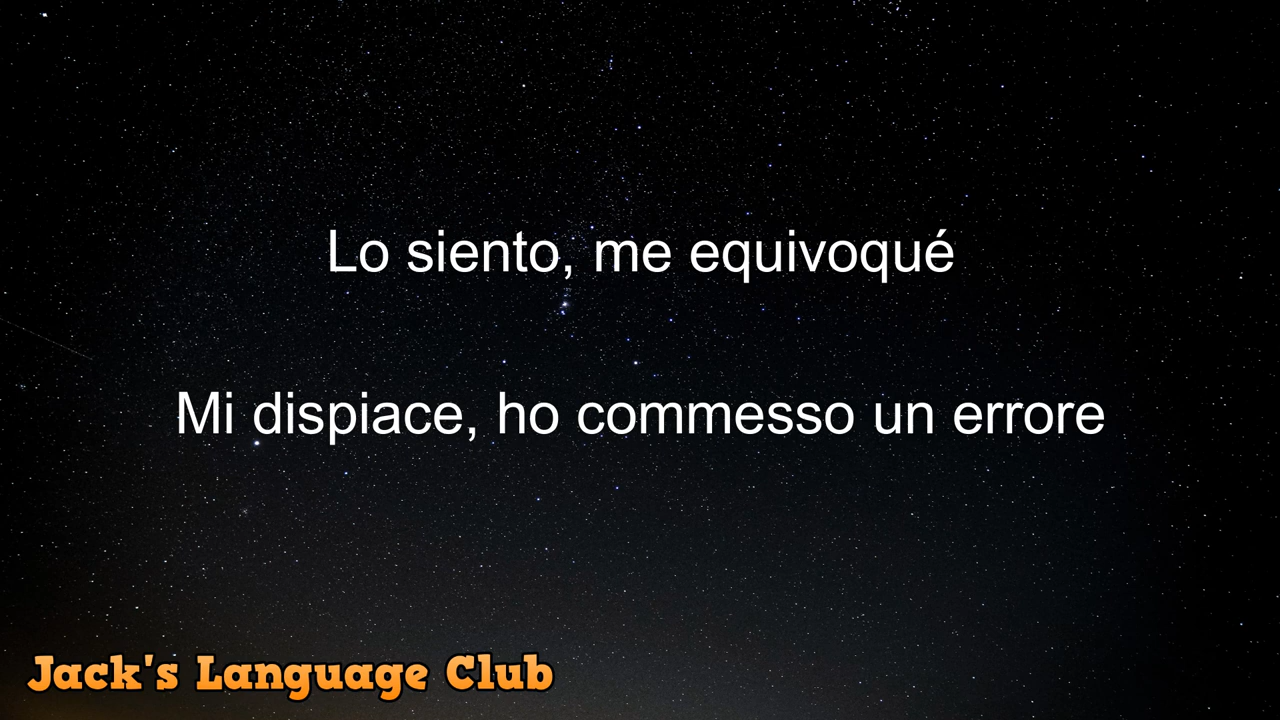 Lo siento, me equivoqué
Mi dispiace, ho commesso un errore
Jack's Language Club